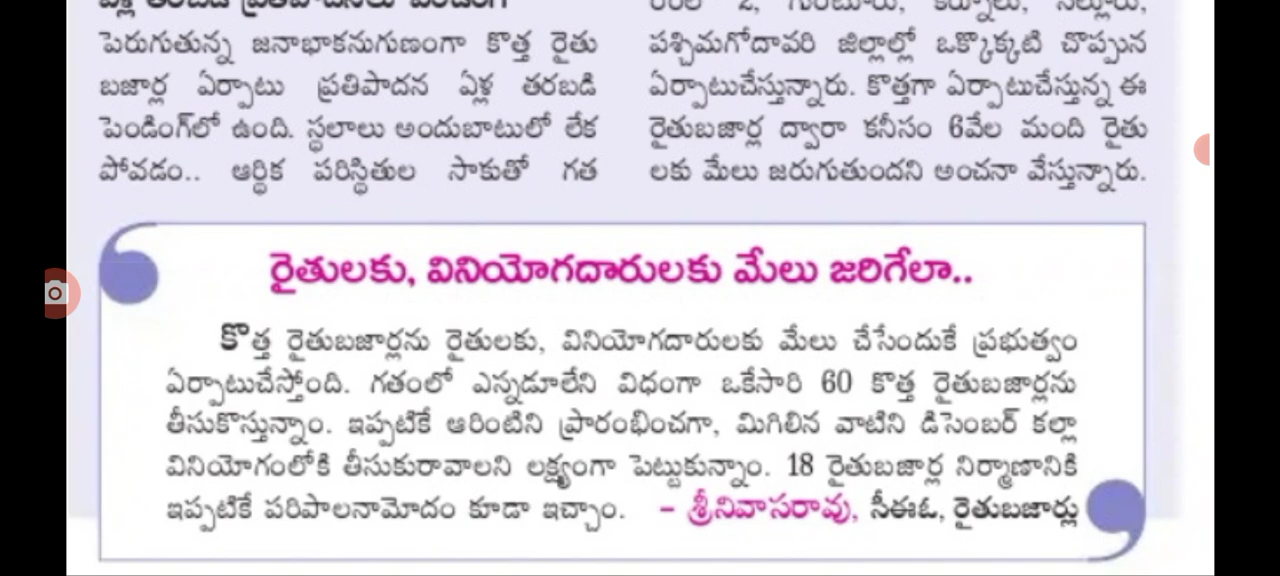 పెరుగుతున్న జనాభాకనుగుణంగా కొత్త రైతు
బజార్ల ఏర్పాటు ప్రతిపాదన ఏళ్ల తరబడి
పెండింగ్‌లో ఉంది. స్థలాలు అందుబాటులో లేక
పోవడం.. ఆర్థిక పరిస్థితుల సాకుతో గత
పశ్చిమగోదావరి జిల్లాల్లో ఒక్కొక్కటి చొప్పున
ఏర్పాటుచేస్తున్నారు. కొత్తగా ఏర్పాటుచేస్తున్న ఈ
రైతుబజార్ల ద్వారా కనీసం 6వేల మంది రైతు
లకు మేలు జరుగుతుందని అంచనా వేస్తున్నారు.
రైతులకు, వినియోగదారులకు మేలు జరిగేలా..
కొత్త రైతుబజార్లను రైతులకు, వినియోగదారులకు మేలు చేసేందుకే ప్రభుత్వం
ఏర్పాటుచేస్తోంది. గతంలో ఎన్నడూలేని విధంగా ఒకేసారి 60 కొత్త రైతుబజార్లను
తీసుకొస్తున్నాం. ఇప్పటికే ఆరింటిని ప్రారంభించగా, మిగిలిన వాటిని డిసెంబర్ కల్లా
వినియోగంలోకి తీసుకురావాలని లక్ష్యంగా పెట్టుకున్నాం. 18 రైతుబజార్ల నిర్మాణానికి
ఇప్పటికే పరిపాలనామోదం కూడా ఇచ్చాం. – శ్రీనివాసరావు, సీఈఓ, రైతుబజార్లు